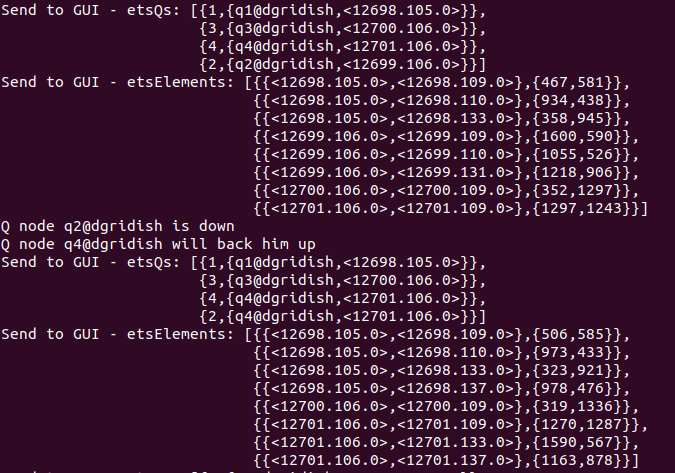 Send to GUI - etsQs: [{1,{q1@dgridish,<12698.105.0>}},
{3,{q3@dgridish,<12700.106.0>}},
{4,{q4@dgridish,<12701.106.0>}},
{2,{q2@dgridish,<12699.106.0>}}]
Send to GUI - etsElements: [{{<12698.105.0>,<12698.109.0>},{467,581}},
{{<12698.105.0>,<12698.110.0>},{934,438}},
{{<12698.105.0>,<12698.133.0>},{358,945}},
{{<12699.106.0>,<12699.109.0>},{1600,590}},
{{<12699.106.0>,<12699.110.0>},{1055,526}},
{{<12699.106.0>,<12699.131.0>},{1218,906}},
{{<12700.106.0>,<12700.109.0>},{352,1297}},
{{<12701.106.0>,<12701.109.0>},{1297,1243}}]
Q node q2@dgridish is down
Q node q4@dgridish will back him up
Send to GUI - etsQs: [{1,{q1@dgridish,<12698.105.0>}},
{3,{q3@dgridish,<12700.106.0>}},
{4,{q4@dgridish,<12701.106.0>}},
{2,{q4@dgridish,<12701.106.0>}}]
Send to GUI - etsElements: [{{<12698.105.0>,<12698.109.0>},{506,585}},
{{<12698.105.0>,<12698.110.0>},{973,433}},
{{<12698.105.0>,<12698.133.0>},{323,921}},
{{<12698.105.0>,<12698.137.0>},{978,476}},
{{<12700.106.0>,<12700.109.0>},{319,1336}},
{{<12701.106.0>,<12701.109.0>},{1270,1287}},
{{<12701.106.0>,<12701.133.0>},{1590,567}},
{{<12701.106.0>,<12701.137.0>},{1163,878}}]